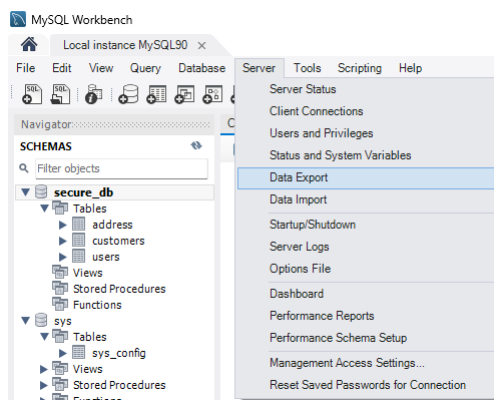 MySQL Workbench
Local instance MySQL90 ×
File Edit View Query Database Server Tools Scripting Help
SQL SQL
Navigator
SCHEMAS
Filter objects
secure_db
Tables
address
customers
users
Views
Stored Procedures
Functions
sys
Tables
sys_config
Views
Stored Procedures
Server Status
Client Connections
Users and Privileges
Status and System Variables
Data Export
Data Import
Startup/Shutdown
Server Logs
Options File
Dashboard
Performance Reports
Performance Schema Setup
Management Access Settings...
Reset Saved Passwords for Connection